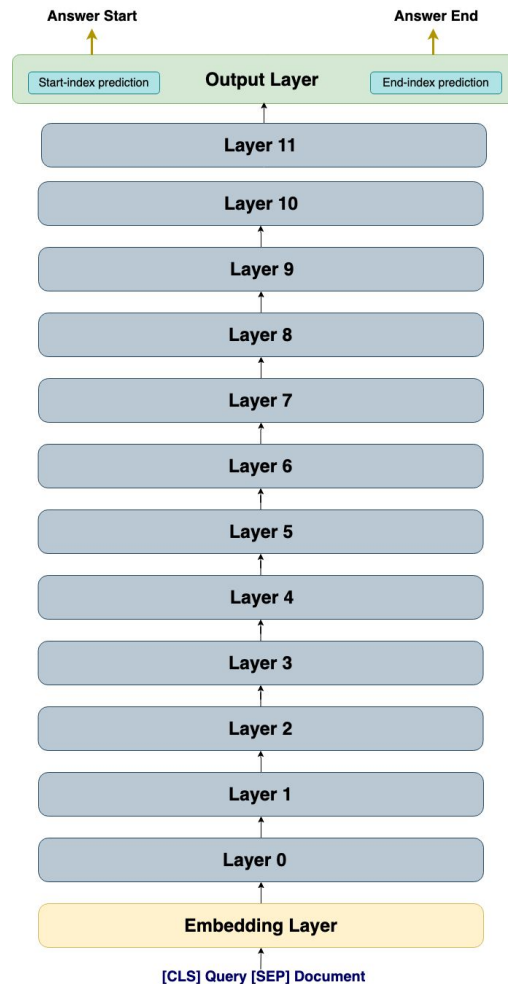 Answer Start
Answer End
Start-index prediction
Output Layer
End-index prediction
Layer 11
Layer 10
Layer 9
Layer 8
Layer 7
Layer 6
Layer 5
Layer 4
Layer 3
Layer 2
Layer 1
Layer 0
Embedding Layer
[CLS] Query [SEP] Document